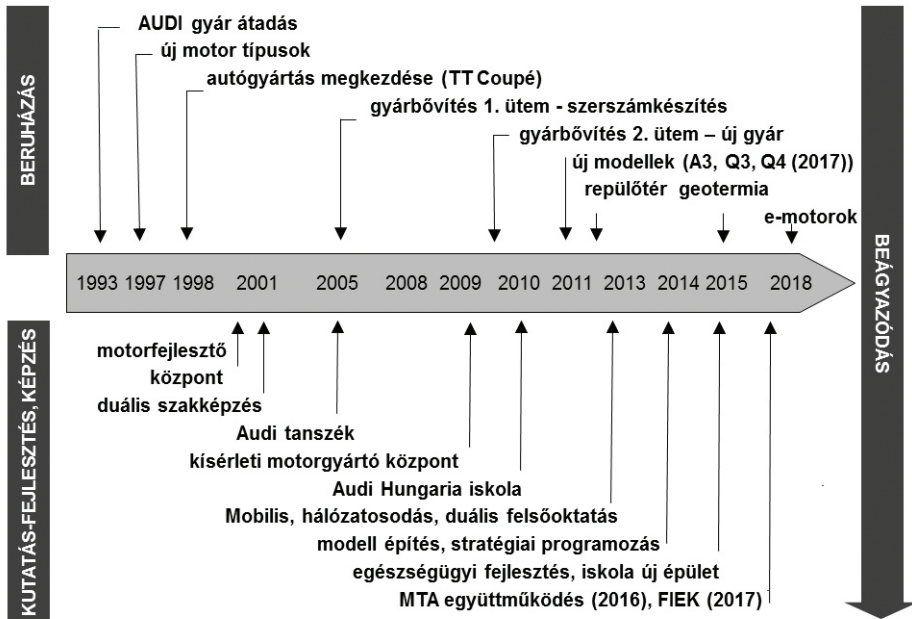 BERUHÁZÁS
AUDI gyár átadás
új motor típusok
autógyártás megkezdése (TT Coupé)
gyárbővítés 1. ütem - szerszámkészítés
gyárbővítés 2. ütem – új gyár
új modellek (A3, Q3, Q4 (2017))
repülőtér geotermia
e-motorok
1993 1997 1998 2001 2005 2008 2009 2010 2011 2013 2014 2015 2018
BEÁGYAZÓDÁS
KUTATÁS-FEJLESZTÉS, KÉPZÉS
motorfejlesztő
központ
duális szakképzés
Audi tanszék
kísérleti motorgyártó központ
Audi Hungaria iskola
Mobilis, hálózatosodás, duális felsőoktatás
modell építés, stratégiai programozás
egészségügyi fejlesztés, iskola új épület
MTA együttműködés (2016), FIEK (2017)